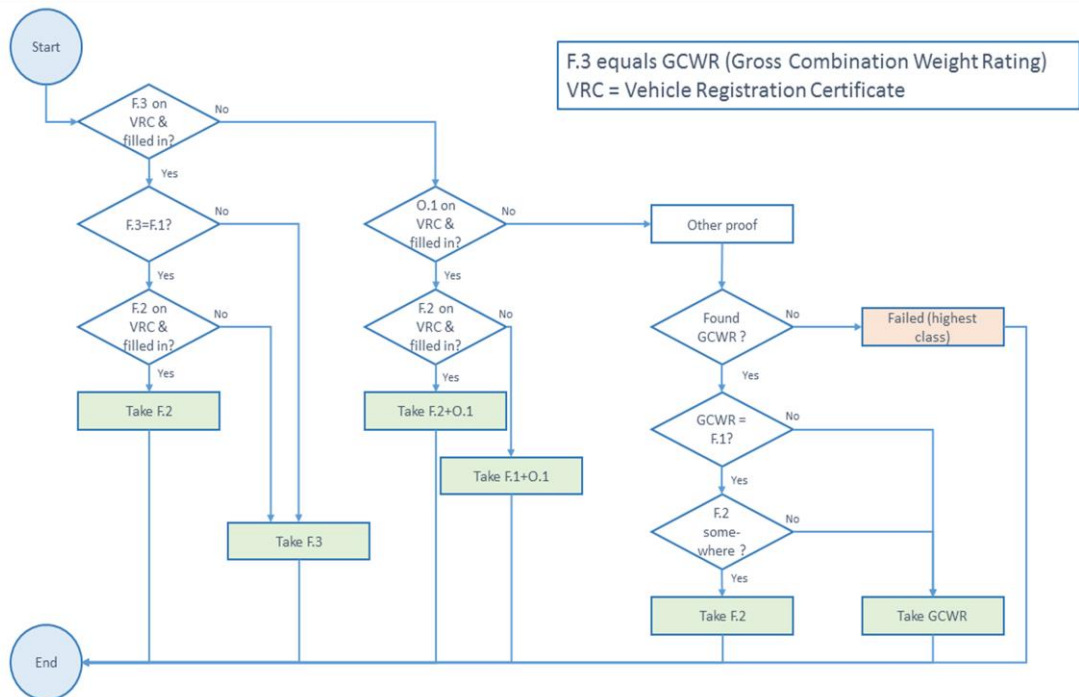 Start
F.3 equals GCWR (Gross Combination Weight Rating)
VRC = Vehicle Registration Certificate
F.3 on
VRC &
filled in?
No
Yes
F.3=F.1?
No
Yes
F.2 on
VRC &
filled in?
No
Yes
Take F.2
Take F.3
O.1 on
VRC &
filled in?
No
Yes
F.2 on
VRC &
filled in?
No
Yes
Take F.2+O.1
Take F.1+O.1
Other proof
Found
GCWR ?
No
Failed (highest
class)
Yes
GCWR =
F.1?
No
Yes
F.2
some-
where ?
No
Yes
Take F.2
Take GCWR
End